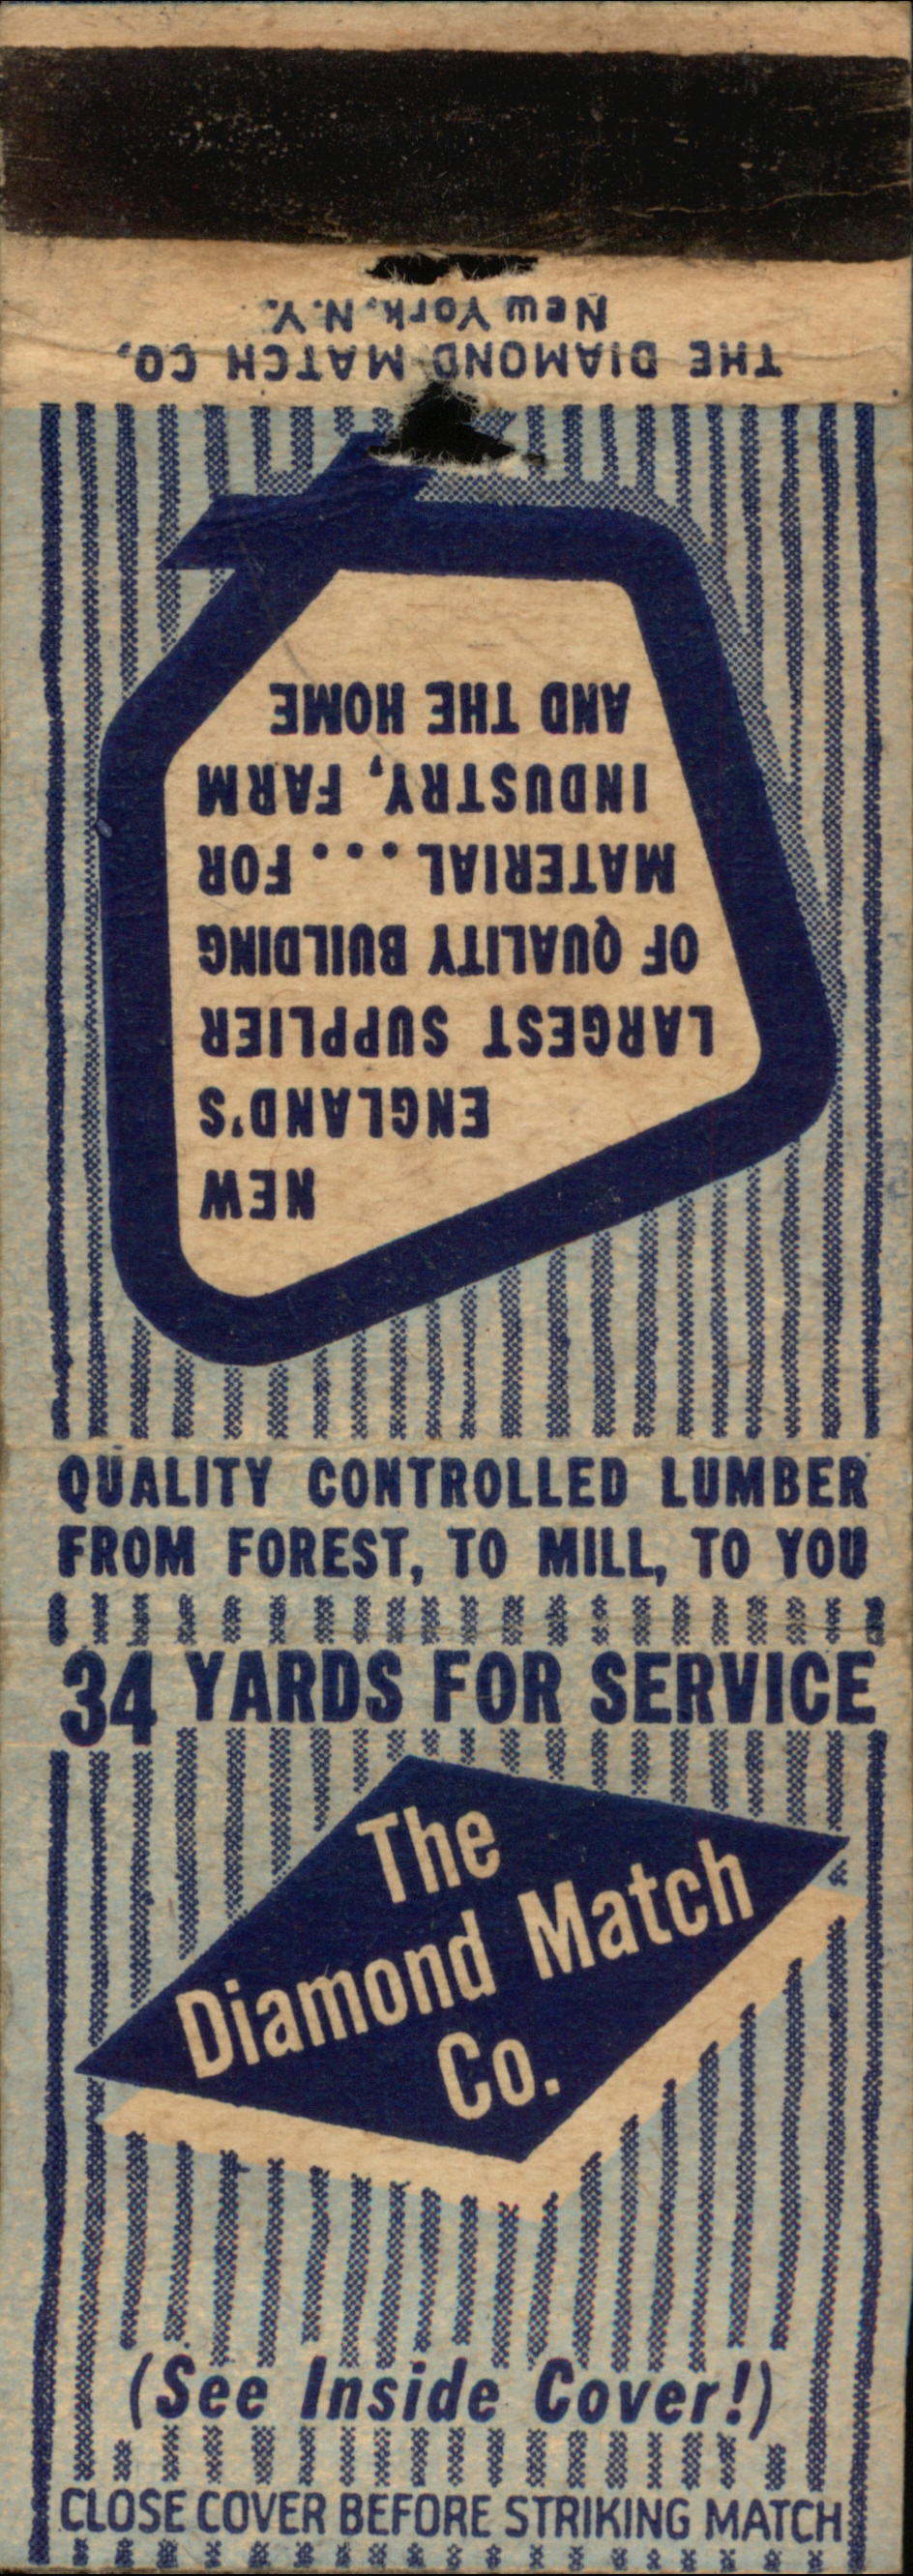 THE DIAMOND MATCH CO.
New York, N.Y.
NEW
ENGLAND'S
LARGEST SUPPLIER
OF QUALITY BUILDING
MATERIAL . . . . FOR
INDUSTRY, FARM
AND THE HOME
QUALITY CONTROLLED LUMBER
FROM FOREST, TO MILL, TO YOU
34 YARDS FOR SERVICE
The
Diamond Match
Co.
(See Inside Cover!)
CLOSE COVER BEFORE STRIKING MATCH